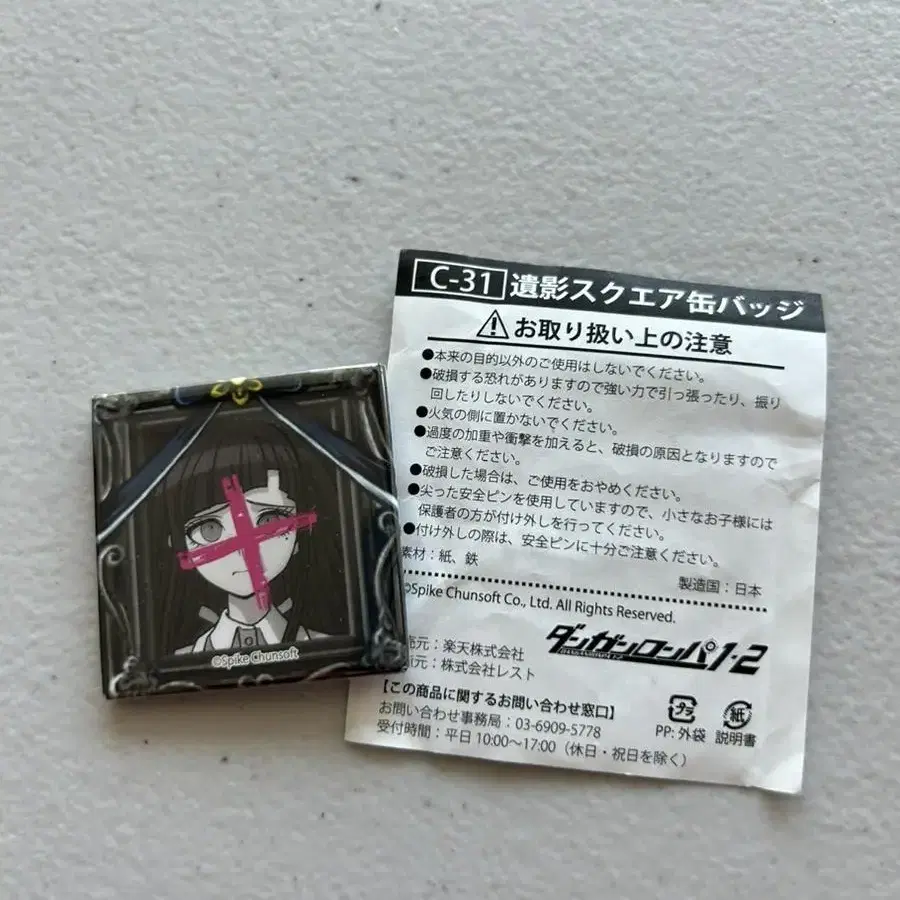 C-31 遺影スクエア缶バッジ
お取り扱い上の注意
●本来の目的以外のご使用はしないでください。
●破損する恐れがありますので強い力で引っ張ったり、振り
回したりしないでください。
●火気の側に置かないでください。
●過度の加重や衝撃を加えると、破損の原因となりますので
ご注意ください。
●破損した場合は、ご使用をおやめください。
●尖った安全ピンを使用していますので、小さなお子様には
保護者の方が付け外しを行ってください。
●付け外しの際は、安全ピンに十分ご注意ください。
素材：紙、鉄
製造国：日本
©Spike Chunsoft Co., Ltd. All Rights Reserved.
元：楽天株式会社
元：株式会社レスト
ダンガンロンパ1・2
【この商品に関するお問い合わせ窓口】
お問い合わせ事務局：03-6909-5778
受付時間：平日 10:00～17:00（休日・祝日を除く）
プラ
PP: 外袋
紙
説明書
©Spike Chunsoft